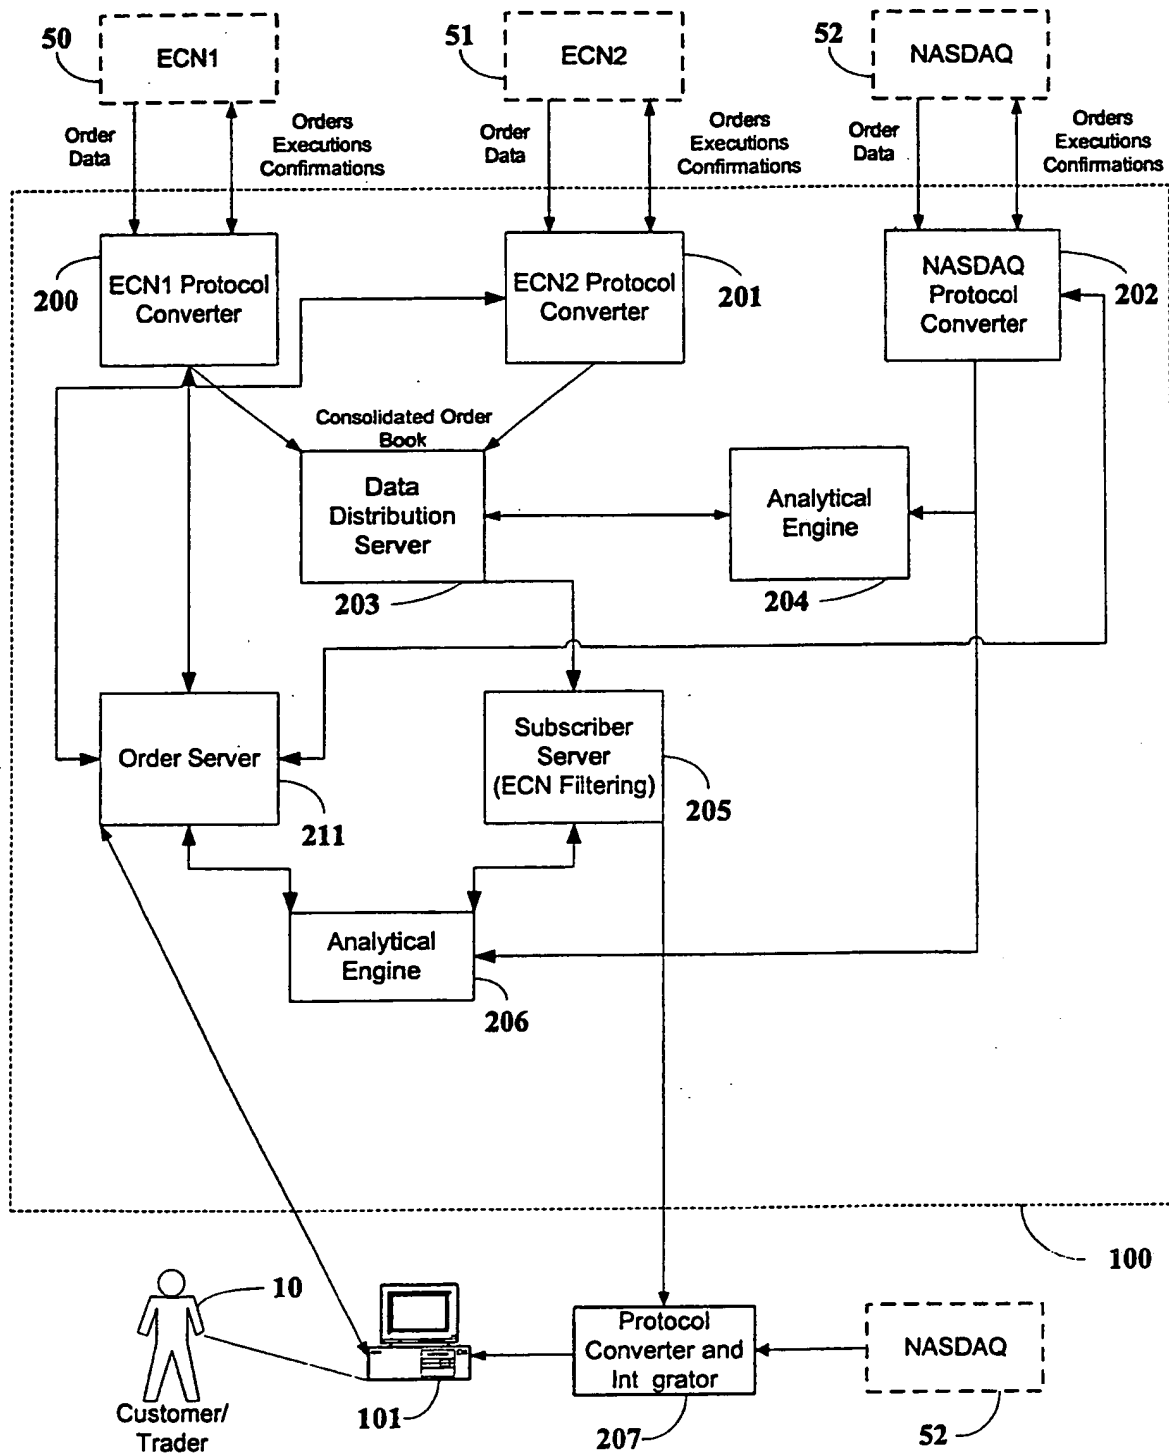 50
ECN1
51
ECN2
52
NASDAQ
Order
Data
Orders
Executions
Confirmations
Order
Data
Orders
Executions
Confirmations
Order
Data
Orders
Executions
Confirmations
200
ECN1 Protocol
Converter
ECN2 Protocol
Converter
201
NASDAQ
Protocol
Converter
202
Consolidated Order
Book
Data
Distribution
Server
203
Analytical
Engine
204
Order Server
211
Subscriber
Server
(ECN Filtering)
205
Analytical
Engine
206
100
10
Customer/
Trader
101
Protocol
Converter and
Int grator
207
NASDAQ
52